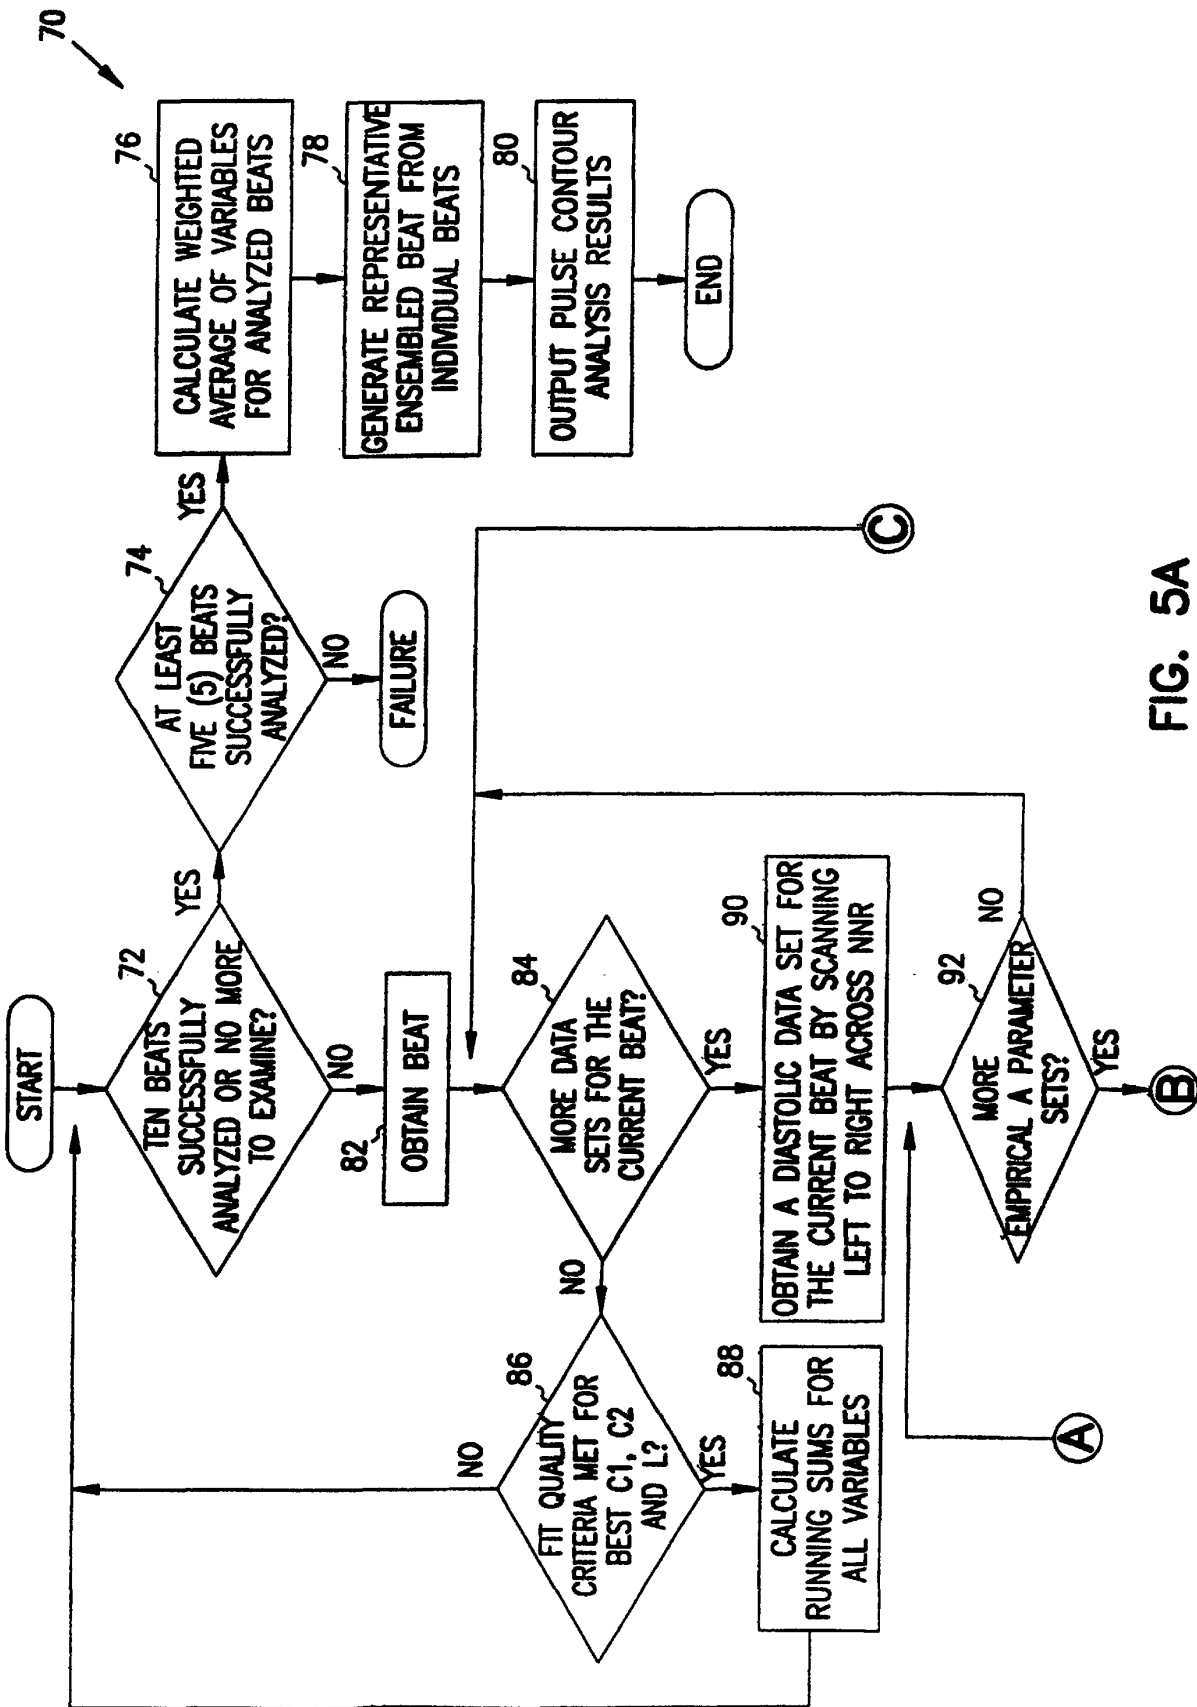 70
START
72
TEN BEATS
SUCCESSFULLY
ANALYZED OR NO MORE
TO EXAMINE?
YES
NO
74
AT LEAST
FIVE (5) BEATS
SUCCESSFULLY
ANALYZED?
YES
NO
FAILURE
76
CALCULATE WEIGHTED
AVERAGE OF VARIABLES
FOR ANALYZED BEATS
78
GENERATE REPRESENTATIVE
ENSEMBLED BEAT FROM
INDIVIDUAL BEATS
80
OUTPUT PULSE CONTOUR
ANALYSIS RESULTS
END
82
OBTAIN BEAT
84
MORE DATA
SETS FOR THE
CURRENT BEAT?
NO
YES
86
FIT QUALITY
CRITERIA MET FOR
BEST C1, C2
AND L?
NO
YES
88
CALCULATE
RUNNING SUMS FOR
ALL VARIABLES
90
OBTAIN A DIASTOLIC DATA SET FOR
THE CURRENT BEAT BY SCANNING
LEFT TO RIGHT ACROSS NNR
92
MORE
EMPIRICAL A PARAMETER
SETS?
NO
YES
A
B
C
FIG. 5A